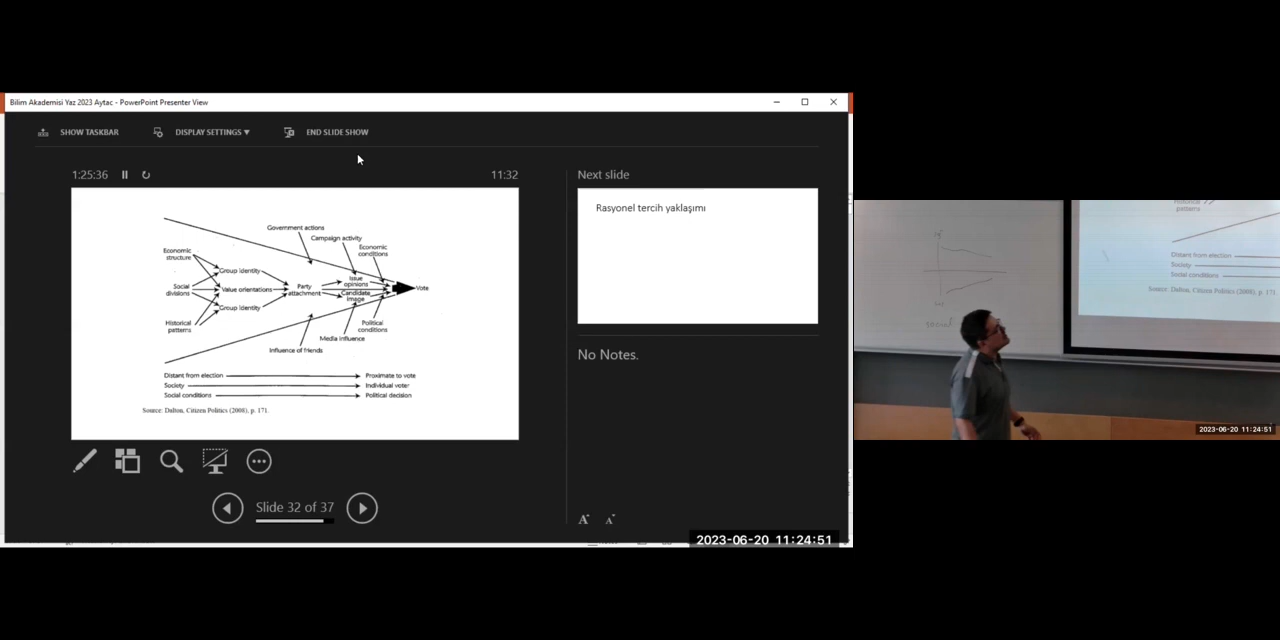 Bilim Akademisi Yaz 2023 Aytac - PowerPoint Presenter View
SHOW TASKBAR
DISPLAY SETTINGS ▼
END SLIDE SHOW
1:25:36
11:32
Government actions
Campaign activity
Economic
conditions
Economic
structure
Group identity
Issue
opinions
Social
divisions
Value orientations
Party
attachment
Vote
Candidate
image
Group identity
Historical
patterns
Political
conditions
Media influence
Influence of friends
Distant from election
Proximate to vote
Society
Individual voter
Social conditions
Political decision
Source: Dalton, Citizen Politics (2008), p. 171.
Next slide
Rasyonel tercih yaklaşımı
No Notes.
Slide 32 of 37
A
A
2023-06-20 11:24:51
patterns
Distant from election
Society
Social conditions
Source: Dalton, Citizen Politics (2008), p. 171.
social
2023-06-20 11:24:51